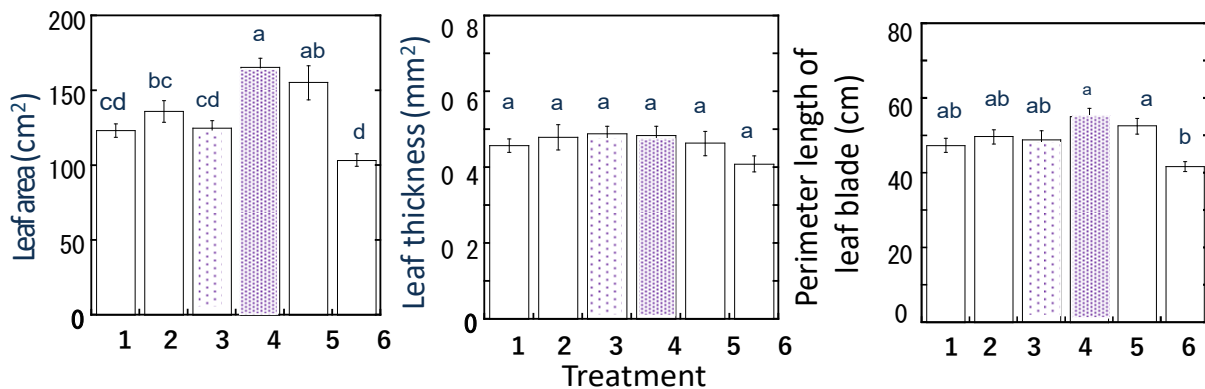 Leaf area (cm²)
200
150
100
50
0
cd
bc
cd
a
ab
d
1 2 3 4 5 6
Leaf thickness (mm²)
0 8
0 6
0 4
0 2
0
a
a
a
a
a
a
1 2 3 4 5 6
Treatment
Perimeter length of
leaf blade (cm)
80
60
40
20
0
ab
ab
ab
a
a
b
1 2 3 4 5 6